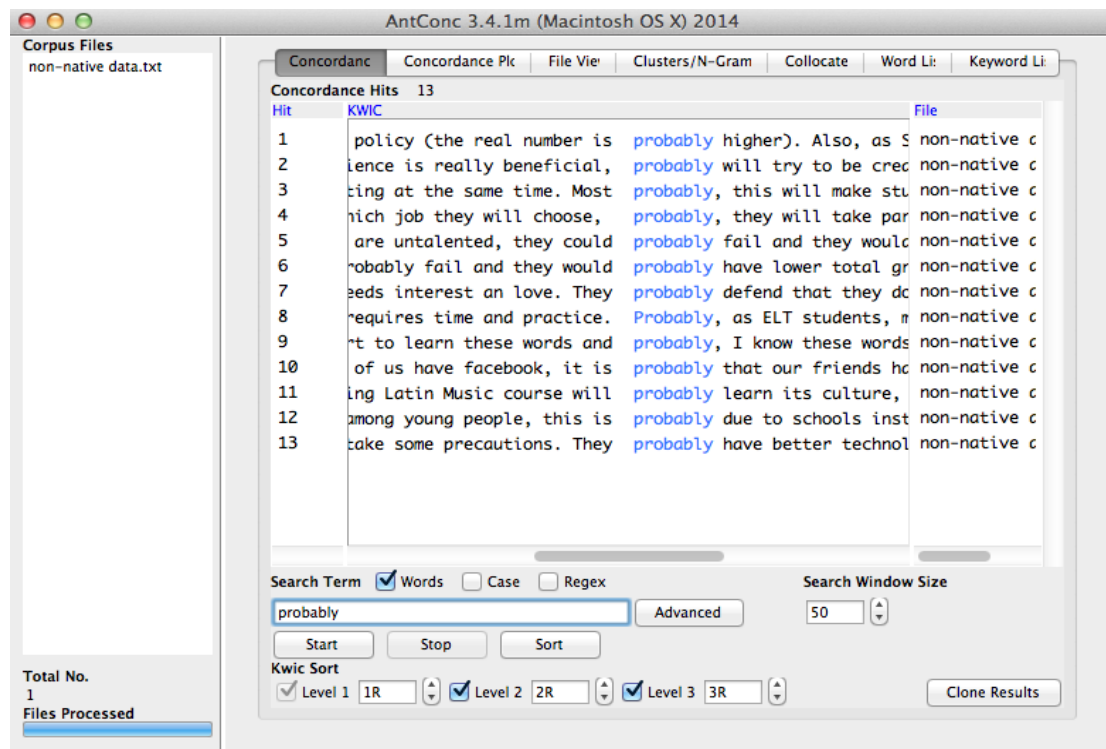 AntConc 3.4.1m (Macintosh OS X) 2014
Corpus Files
non-native data.txt
Concordanc Concordance Plc File Vie Clusters/N-Gram Collocate Word Li Keyword Li
Concordance Hits 13
Hit KWIC File
1 policy (the real number is probably higher). Also, as S non-native
2 ience is really beneficial, probably will try to be crea non-native
3 ting at the same time. Most probably, this will make stu non-native
4 hich job they will choose, probably, they will take par non-native
5 are untalented, they could probably fail and they would non-native
6 robably fail and they would probably have lower total gr non-native
7 eeds interest an love. They probably defend that they do non-native
8 requires time and practice. Probably, as ELT students, m non-native
9 rt to learn these words and probably, I know these words non-native
10 of us have facebook, it is probably that our friends ha non-native
11 ing Latin Music course will probably learn its culture, non-native
12 among young people, this is probably due to schools inst non-native
13 take some precautions. They probably have better technol non-native
Search Term Words Case Regex Search Window Size
probably Advanced 50
Start Stop Sort
Kwic Sort
Level 1 1R Level 2 2R Level 3 3R Clone Results
Total No.
1
Files Processed